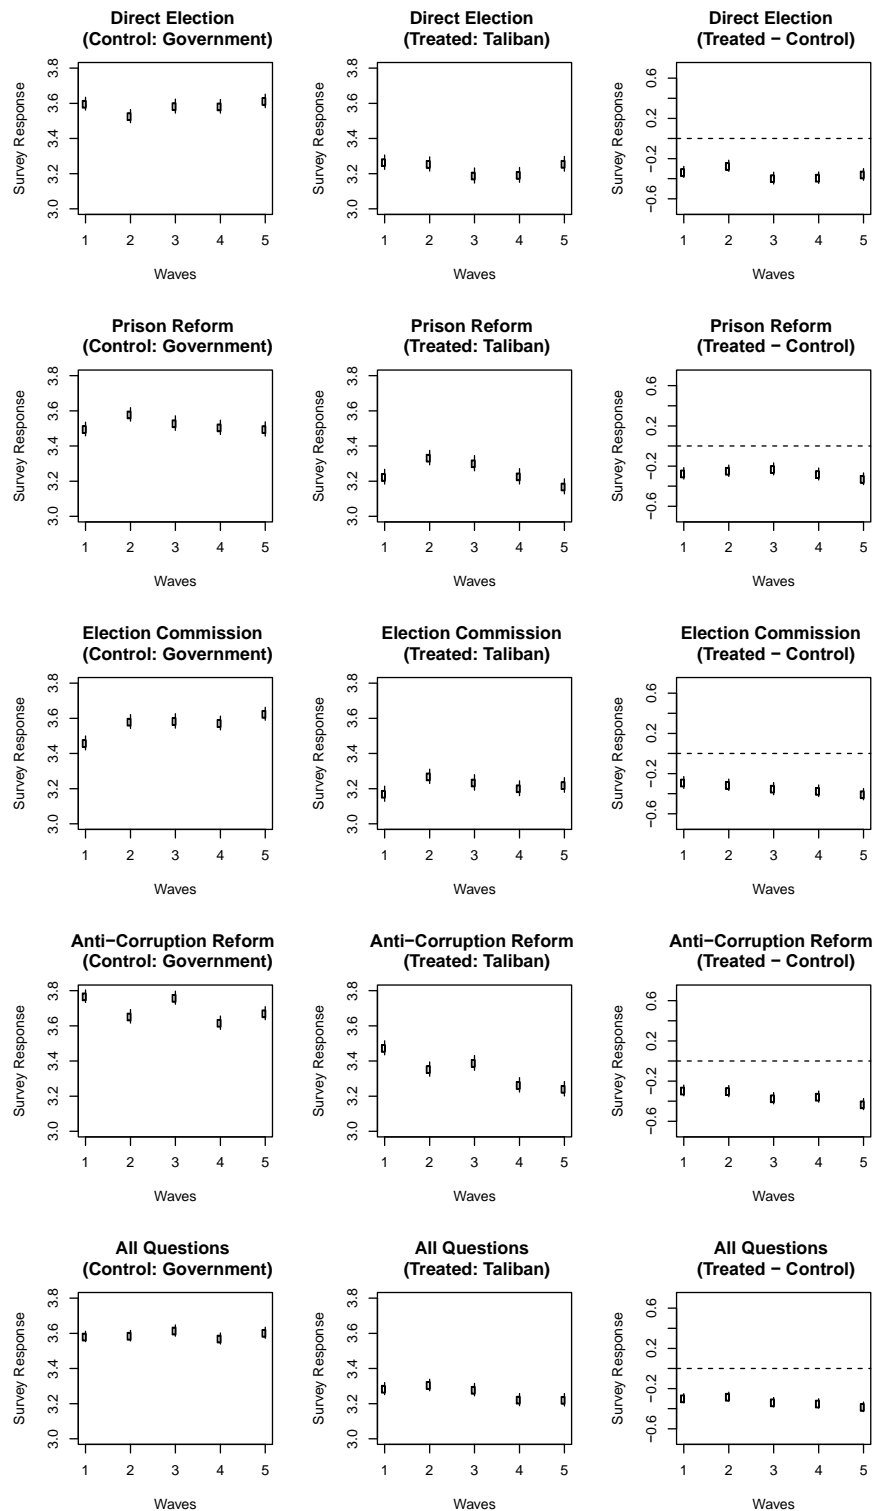 Direct Election
(Control: Government)
Survey Response
3.0 3.2 3.4 3.6 3.8
1 2 3 4 5
Waves
Direct Election
(Treated: Taliban)
Survey Response
3.0 3.2 3.4 3.6 3.8
1 2 3 4 5
Waves
Direct Election
(Treated − Control)
Survey Response
−0.6 −0.2 0.2 0.6
1 2 3 4 5
Waves
Prison Reform
(Control: Government)
Survey Response
3.0 3.2 3.4 3.6 3.8
1 2 3 4 5
Waves
Prison Reform
(Treated: Taliban)
Survey Response
3.0 3.2 3.4 3.6 3.8
1 2 3 4 5
Waves
Prison Reform
(Treated − Control)
Survey Response
−0.6 −0.2 0.2 0.6
1 2 3 4 5
Waves
Election Commission
(Control: Government)
Survey Response
3.0 3.2 3.4 3.6 3.8
1 2 3 4 5
Waves
Election Commission
(Treated: Taliban)
Survey Response
3.0 3.2 3.4 3.6 3.8
1 2 3 4 5
Waves
Election Commission
(Treated − Control)
Survey Response
−0.6 −0.2 0.2 0.6
1 2 3 4 5
Waves
Anti−Corruption Reform
(Control: Government)
Survey Response
3.0 3.2 3.4 3.6 3.8
1 2 3 4 5
Waves
Anti−Corruption Reform
(Treated: Taliban)
Survey Response
3.0 3.2 3.4 3.6 3.8
1 2 3 4 5
Waves
Anti−Corruption Reform
(Treated − Control)
Survey Response
−0.6 −0.2 0.2 0.6
1 2 3 4 5
Waves
All Questions
(Control: Government)
Survey Response
3.0 3.2 3.4 3.6 3.8
1 2 3 4 5
Waves
All Questions
(Treated: Taliban)
Survey Response
3.0 3.2 3.4 3.6 3.8
1 2 3 4 5
Waves
All Questions
(Treated − Control)
Survey Response
−0.6 −0.2 0.2 0.6
1 2 3 4 5
Waves